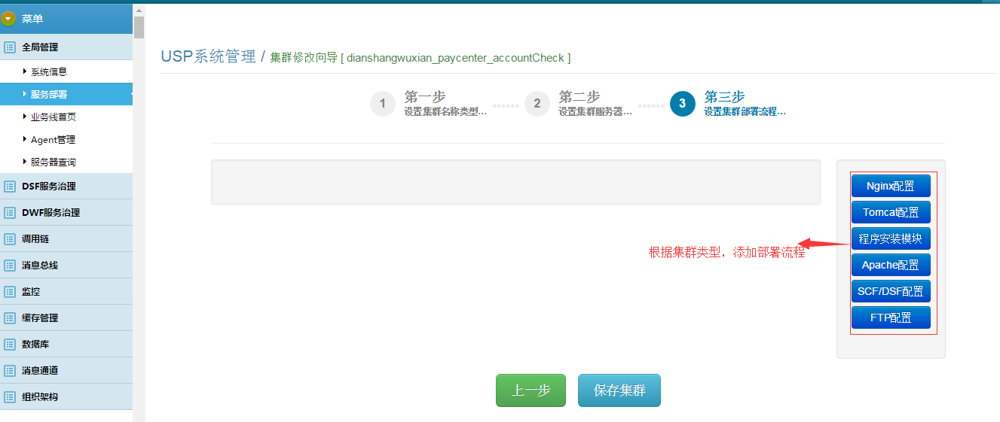 菜单
全局管理
系统信息
服务部署
业务线首页
Agent管理
服务器查询
DSF服务治理
DWF服务治理
调用链
消息总线
监控
缓存管理
数据库
消息通道
组织架构
USP系统管理 / 集群修改向导 [ dianshangwuxian_paycenter_accountCheck ]
1 第一步
设置集群名称类型...
2 第二步
设置集群服务器...
3 第三步
设置集群部署流程...
Nginx配置
Tomcat配置
程序安装模块
Apache配置
SCF/DSF配置
FTP配置
根据集群类型，添加部署流程
上一步
保存集群